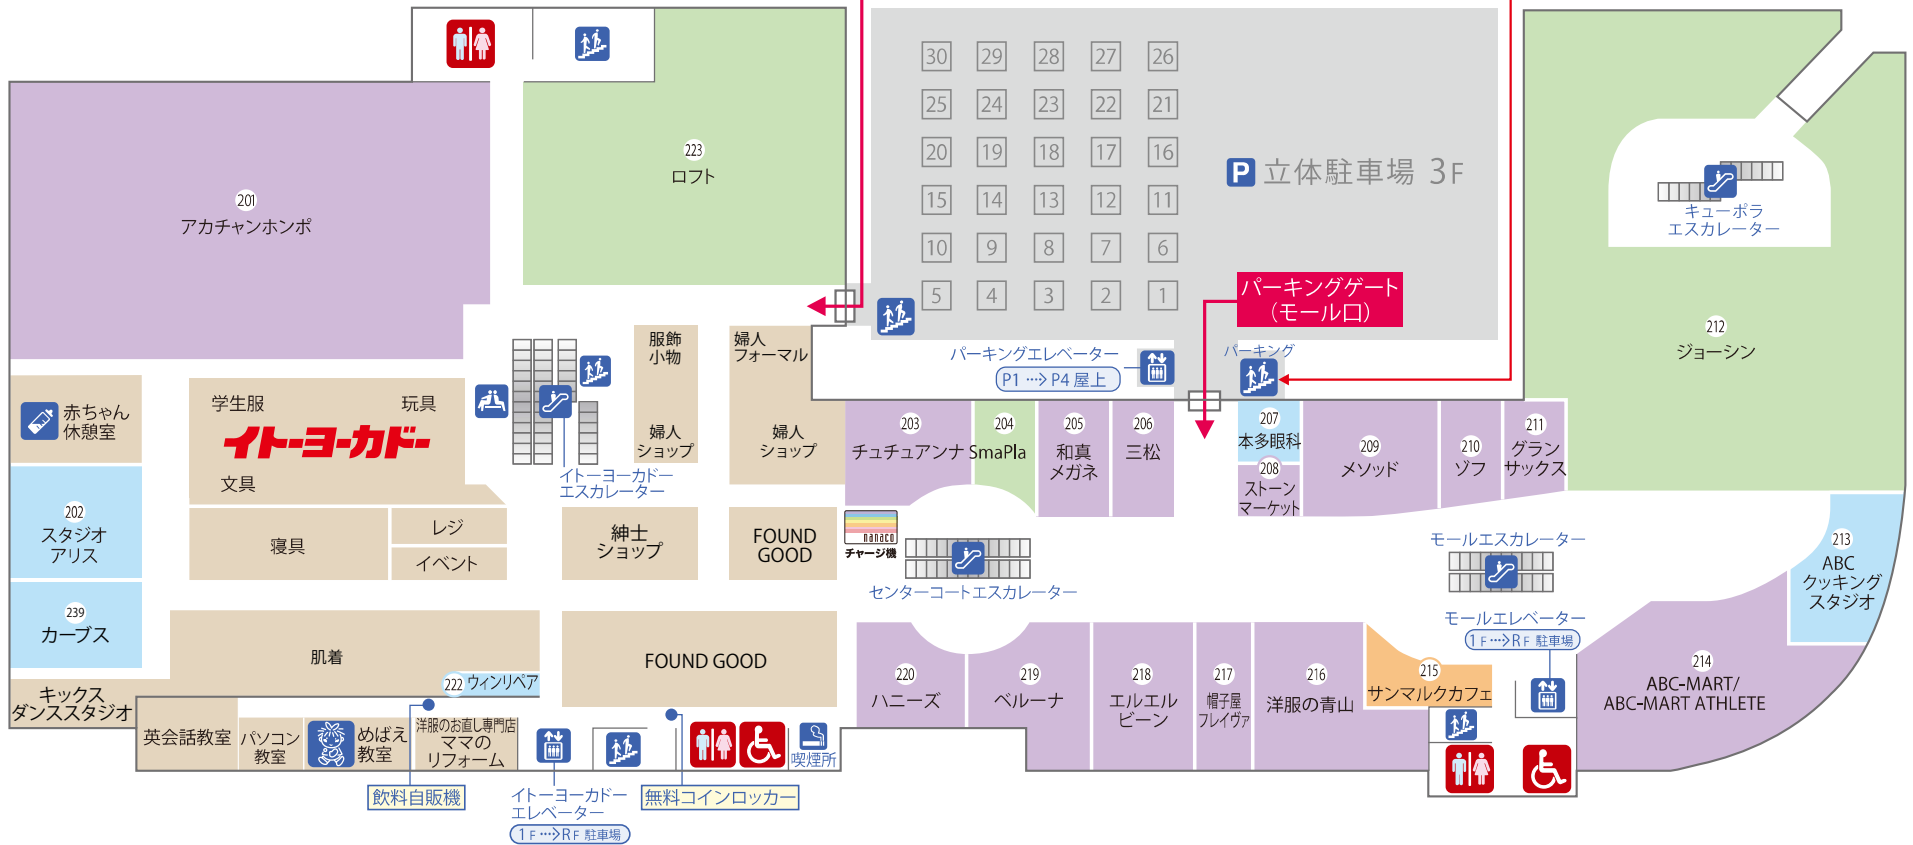 30 29 28 27 26
25 24 23 22 21
20 19 18 17 16
15 14 13 12 11
10 9 8 7 6
5 4 3 2 1
P 立体駐車場 3F
223
ロフト
201
アカチャンホンポ
キューポラ
エスカレーター
パーキングゲート
(モール口)
212
ジョーシン
服飾
小物
婦人
フォーマル
パーキングエレベーター
P1 ···> P4 屋上
パーキング
赤ちゃん
休憩室
学生服
玩具
イトーヨーカドー
文具
婦人
ショップ
婦人
ショップ
イトーヨーカドー
エスカレーター
203
チュチュアンナ
204
SmaPla
205
和真
メガネ
206
三松
207
本多眼科
208
ストーン
マーケット
209
メソッド
210
ゾフ
211
グラン
サックス
202
スタジオ
アリス
寝具
レジ
イベント
紳士
ショップ
FOUND
GOOD
nanaco
チャージ機
センターコートエスカレーター
モールエスカレーター
213
ABC
クッキング
スタジオ
239
カーブス
肌着
FOUND GOOD
モールエレベーター
1F ····> RF 駐車場
222 ウィンリペア
220
ハニーズ
219
ベルーナ
218
エルエル
ビーン
217
帽子屋
フレイヴァ
216
洋服の青山
215
サンマルクカフェ
214
ABC-MART/
ABC-MART ATHLETE
キックス
ダンススタジオ
英会話教室
パソコン
教室
めばえ
教室
洋服のお直し専門店
ママの
リフォーム
喫煙所
飲料自販機
イトーヨーカドー
エレベーター
1F ····> RF 駐車場
無料コインロッカー